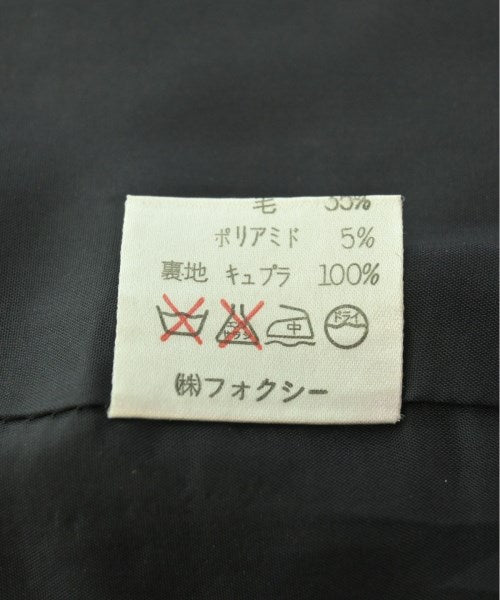 毛
ポリアミド 5%
裏地 キュプラ 100%
中 ドライ
㈱フォクシー